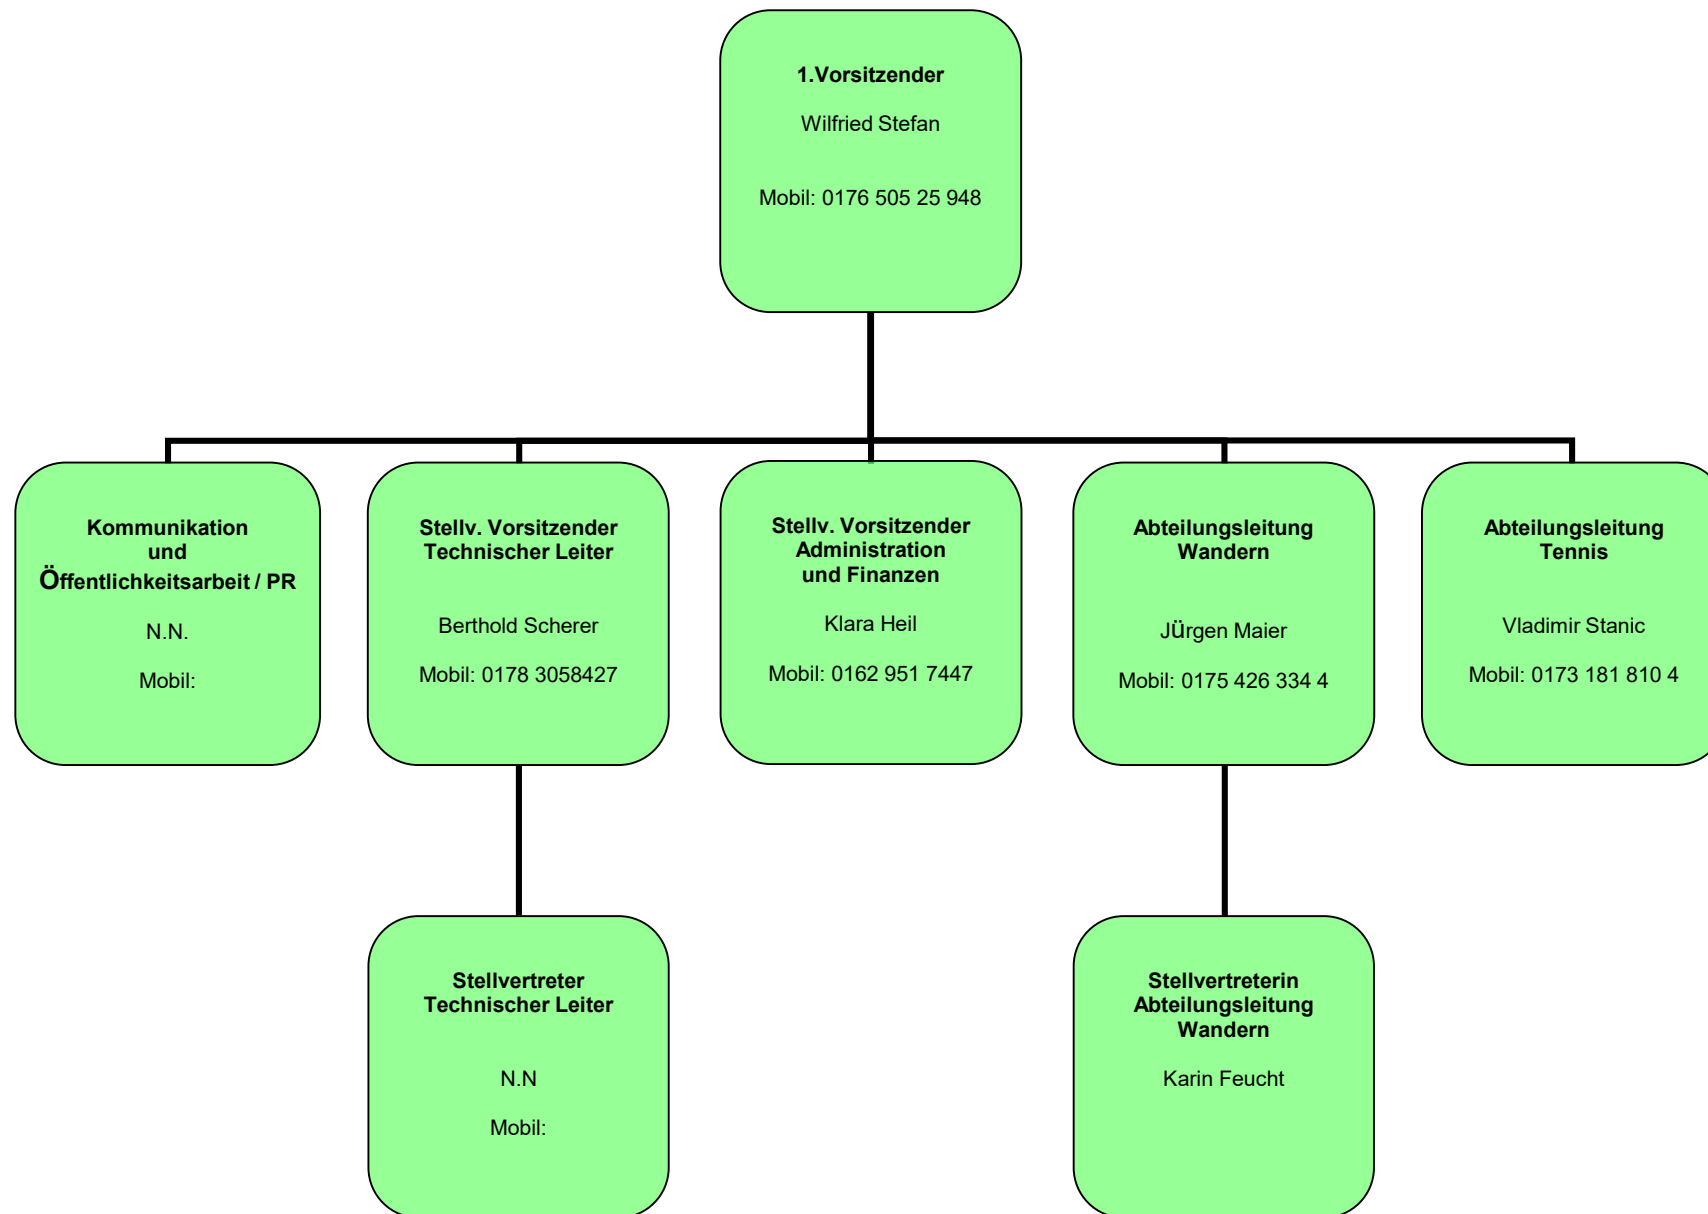 1.Vorsitzender
Wilfried Stefan
Mobil: 0176 505 25 948
Kommunikation
und
Öffentlichkeitsarbeit / PR
N.N.
Mobil:
Stellv. Vorsitzender
Technischer Leiter
Berthold Scherer
Mobil: 0178 3058427
Stellv. Vorsitzender
Administration
und Finanzen
Klara Heil
Mobil: 0162 951 7447
Abteilungsleitung
Wandern
Jürgen Maier
Mobil: 0175 426 334 4
Abteilungsleitung
Tennis
Vladimir Stanic
Mobil: 0173 181 810 4
Stellvertreter
Technischer Leiter
N.N
Mobil:
Stellvertreterin
Abteilungsleitung
Wandern
Karin Feucht